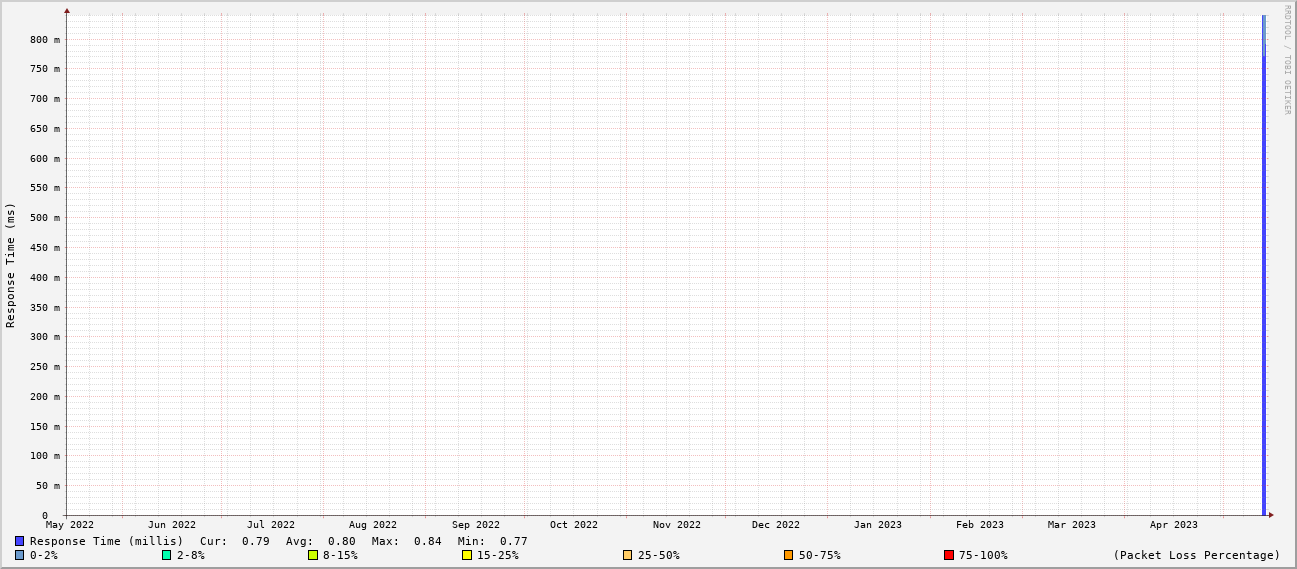 RRDTOOL / TOBI OETIKER
Response Time (ms)
800 m
750 m
700 m
650 m
600 m
550 m
500 m
450 m
400 m
350 m
300 m
250 m
200 m
150 m
100 m
50 m
0
May 2022 Jun 2022 Jul 2022 Aug 2022 Sep 2022 Oct 2022 Nov 2022 Dec 2022 Jan 2023 Feb 2023 Mar 2023 Apr 2023
Response Time (millis) Cur: 0.79 Avg: 0.80 Max: 0.84 Min: 0.77
0-2% 2-8% 8-15% 15-25% 25-50% 50-75% 75-100% (Packet Loss Percentage)